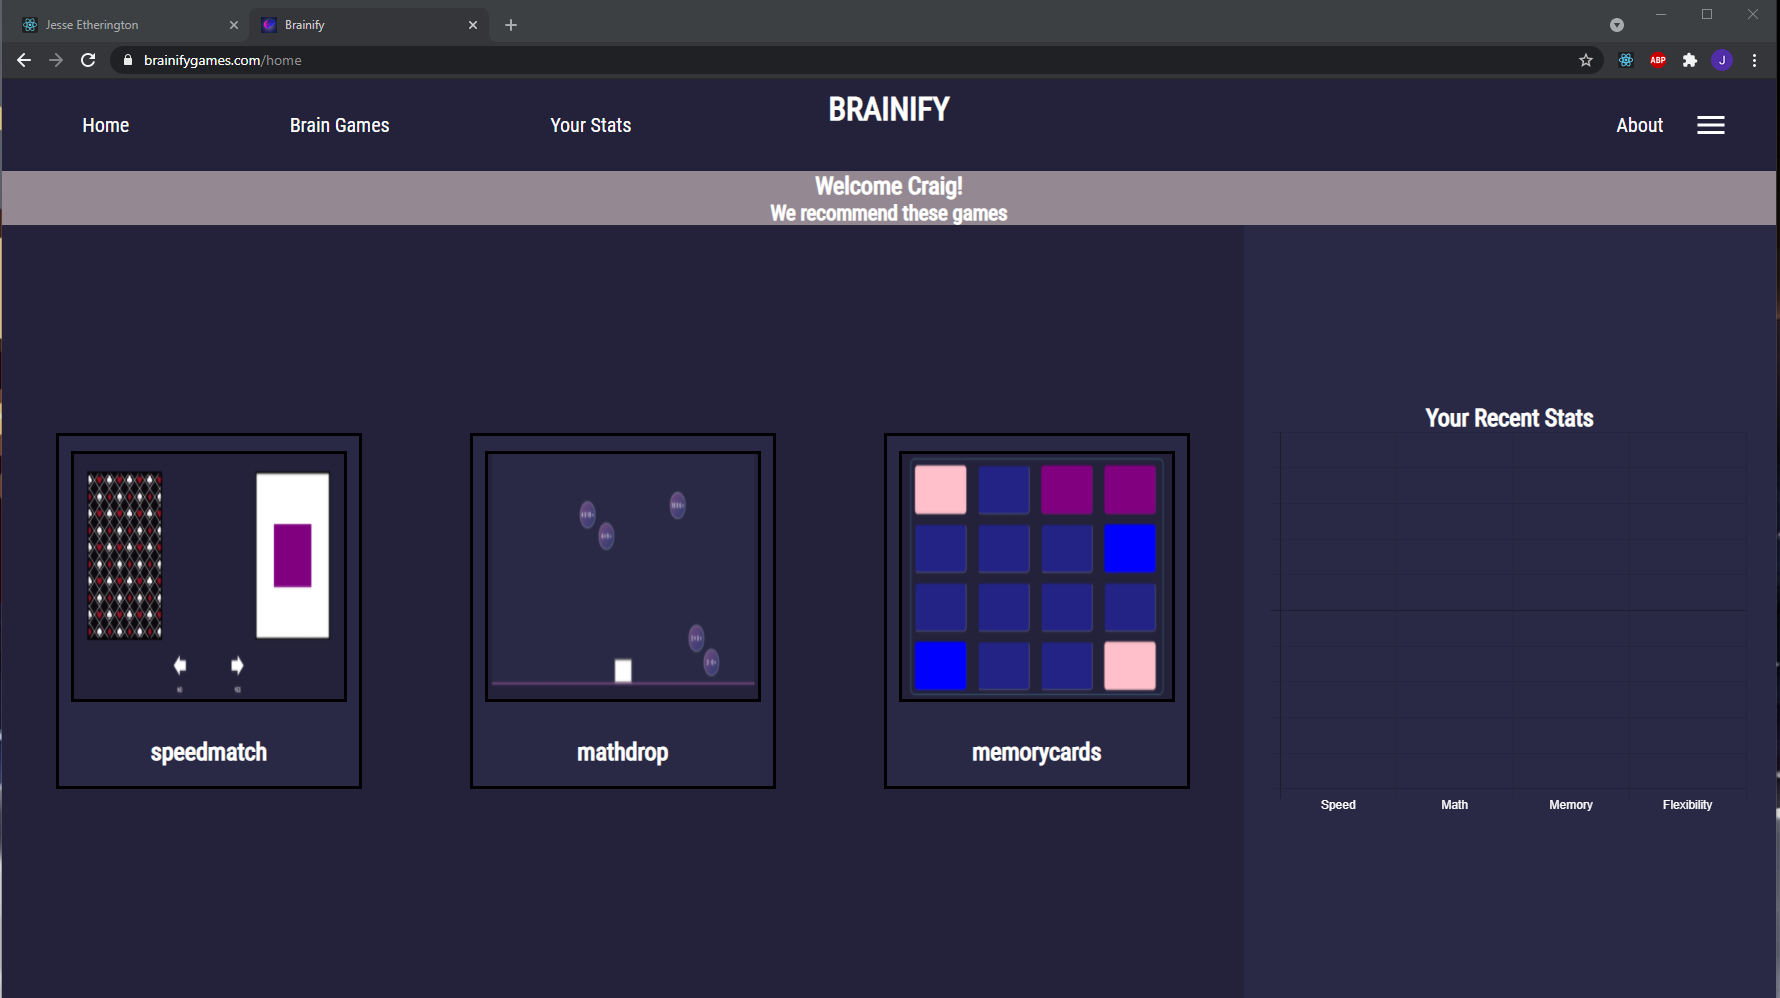 Jesse Etherington
Brainify
brainifygames.com/home
ABP
J
Home
Brain Games
Your Stats
BRAINIFY
About
Welcome Craig!
We recommend these games
Your Recent Stats
speedmatch
mathdrop
memorycards
Speed
Math
Memory
Flexibility